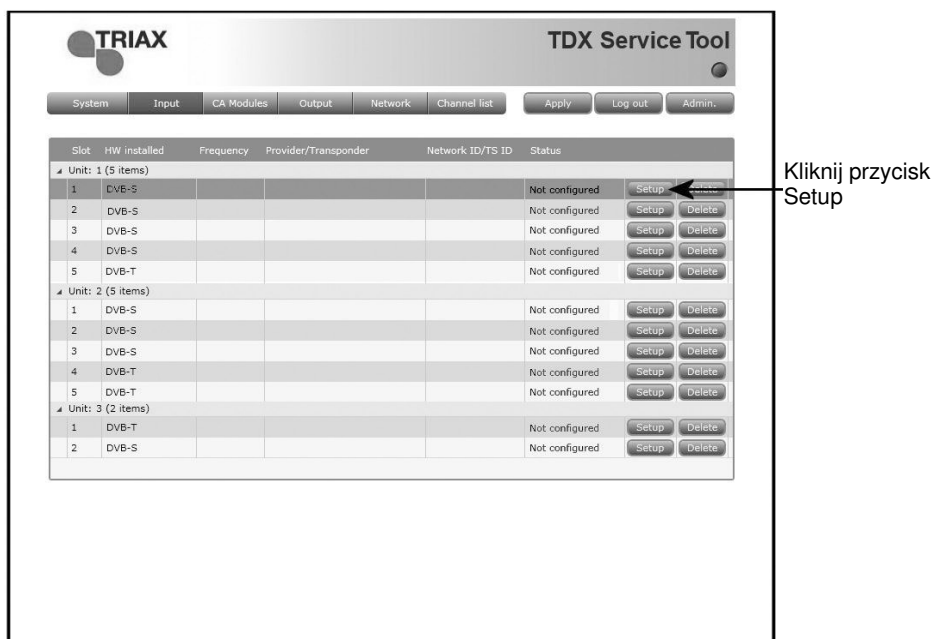 TRIAX
TDX Service Tool
System Input CA Modules Output Network Channel list Apply Log out Admin.
Slot HW installed Frequency Provider/Transponder Network ID/TS ID Status
Unit: 1 (5 items)
1 DVB-S Not configured Setup Delete
2 DVB-S Not configured Setup Delete
3 DVB-S Not configured Setup Delete
4 DVB-S Not configured Setup Delete
5 DVB-T Not configured Setup Delete
Unit: 2 (5 items)
1 DVB-S Not configured Setup Delete
2 DVB-S Not configured Setup Delete
3 DVB-S Not configured Setup Delete
4 DVB-T Not configured Setup Delete
5 DVB-T Not configured Setup Delete
Unit: 3 (2 items)
1 DVB-T Not configured Setup Delete
2 DVB-S Not configured Setup Delete
Kliknij przycisk
Setup